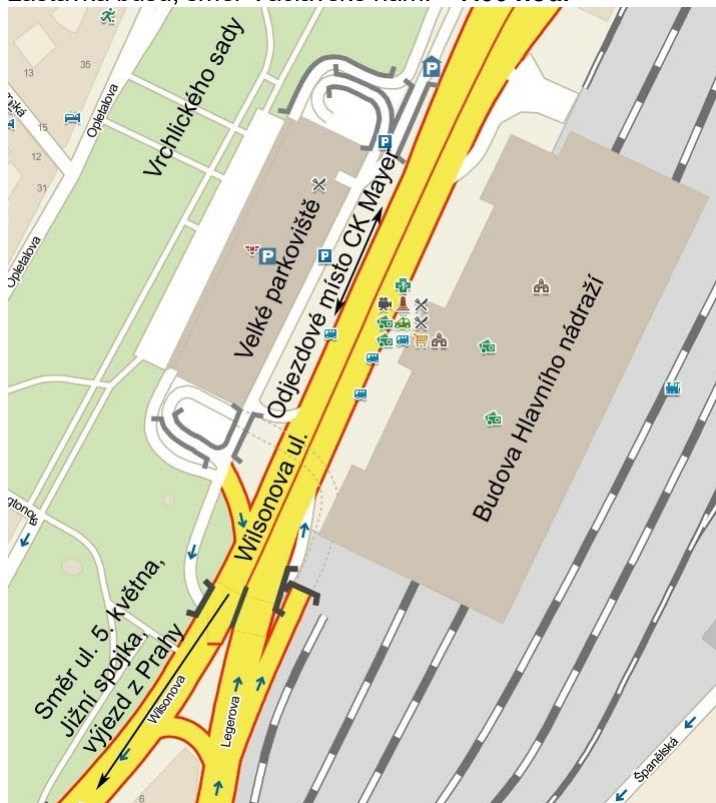 Vrchlického sady
Opletalova
Opletalova
Opletalova
13
35
15
12
31
P
P
P
P
Velké parkoviště
Odjezdové místo CK Mayer
Budova Hlavního nádraží
Wilsonova ul.
Směr ul. 5. května,
Jižní spojka,
výjezd z Prahy
Wilsonova
Legerova
Španělská
6